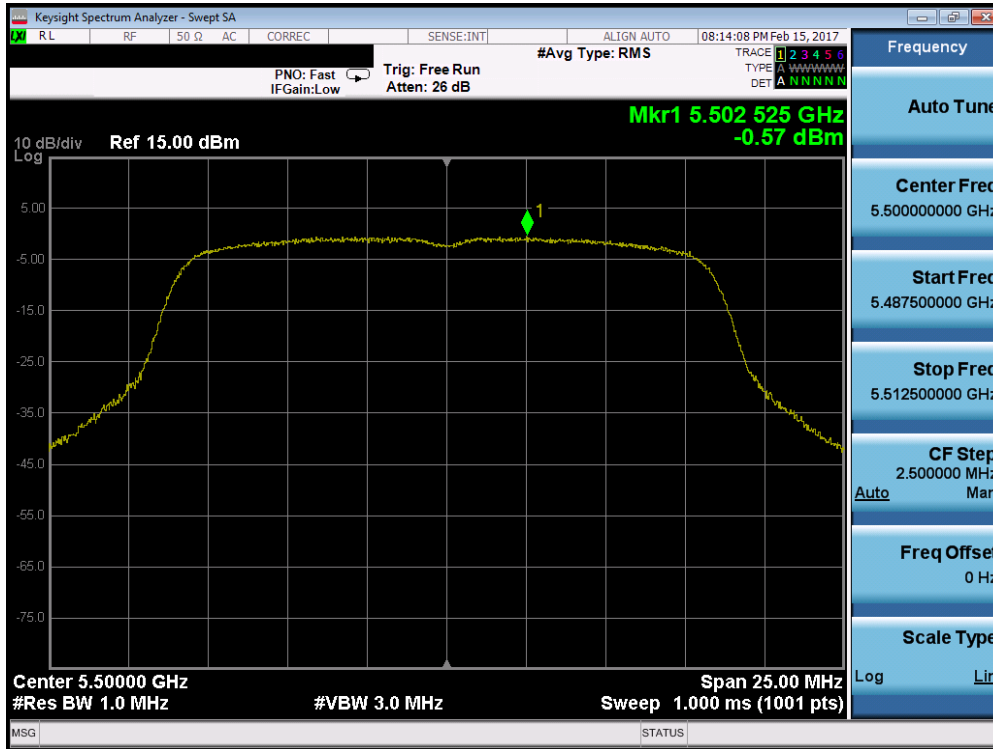 Keysight Spectrum Analyzer - Swept SA
LXI RL RF 50 Ω AC CORREC SENSE:INT ALIGN AUTO 08:14:08 PM Feb 15, 2017
#Avg Type: RMS
TRACE 1 2 3 4 5 6
TYPE A WWWWW
DET A N N N N N
PNO: Fast
IFGain:Low
Trig: Free Run
Atten: 26 dB
Mkr1 5.502 525 GHz
-0.57 dBm
10 dB/div Ref 15.00 dBm
Log
1
5.00
-5.00
-15.0
-25.0
-35.0
-45.0
-55.0
-65.0
-75.0
Center 5.50000 GHz
Span 25.00 MHz
#Res BW 1.0 MHz
#VBW 3.0 MHz
Sweep 1.000 ms (1001 pts)
MSG
STATUS
Frequency
Auto Tune
Center Freq
5.500000000 GHz
Start Freq
5.487500000 GHz
Stop Freq
5.512500000 GHz
CF Step
2.500000 MHz
Auto Man
Freq Offset
0 Hz
Scale Type
Log Lin